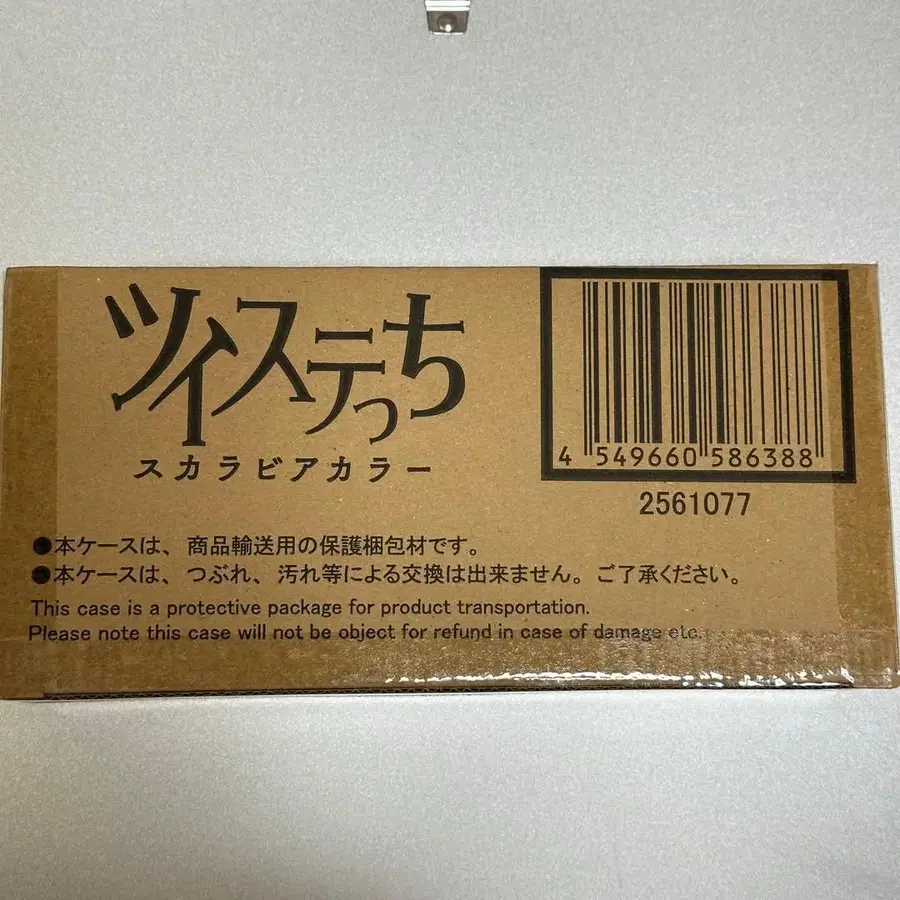 ツイステっち
スカラビアカラー
4 549660 586388
2561077
●本ケースは、商品輸送用の保護梱包材です。
●本ケースは、つぶれ、汚れ等による交換は出来ません。ご了承ください。
This case is a protective package for product transportation.
Please note this case will not be object for refund in case of damage etc.